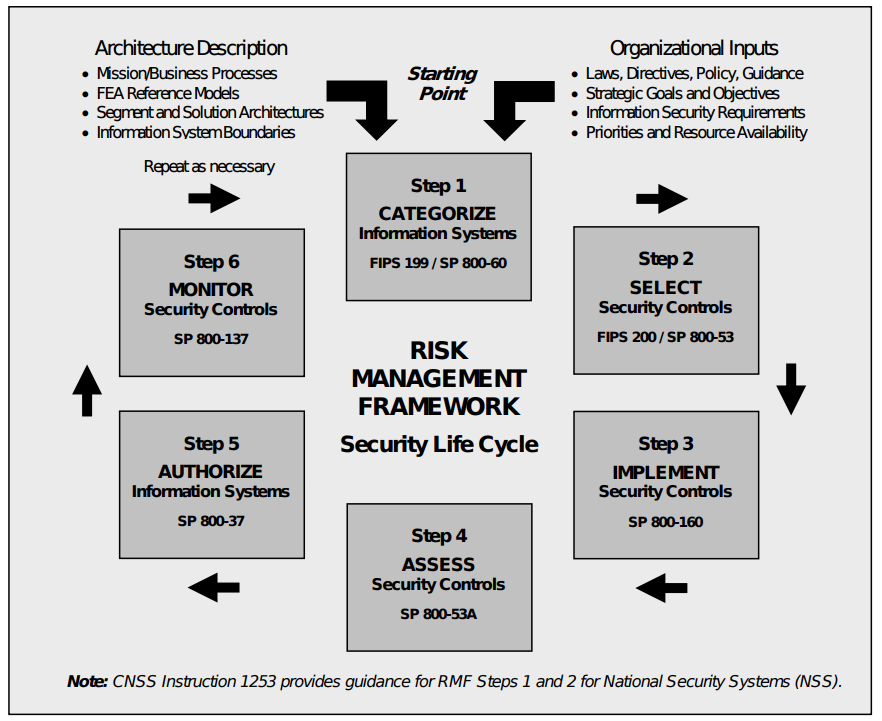 Architecture Description
• Mission/Business Processes
• FEA Reference Models
• Segment and Solution Architectures
• Information System Boundaries
Starting
Point
Organizational Inputs
• Laws, Directives, Policy, Guidance
• Strategic Goals and Objectives
• Information Security Requirements
• Priorities and Resource Availability
Repeat as necessary
Step 1
CATEGORIZE
Information Systems
FIPS 199 / SP 800-60
Step 2
SELECT
Security Controls
FIPS 200 / SP 800-53
Step 3
IMPLEMENT
Security Controls
SP 800-160
Step 4
ASSESS
Security Controls
SP 800-53A
Step 5
AUTHORIZE
Information Systems
SP 800-37
Step 6
MONITOR
Security Controls
SP 800-137
RISK
MANAGEMENT
FRAMEWORK
Security Life Cycle
Note: CNSS Instruction 1253 provides guidance for RMF Steps 1 and 2 for National Security Systems (NSS).